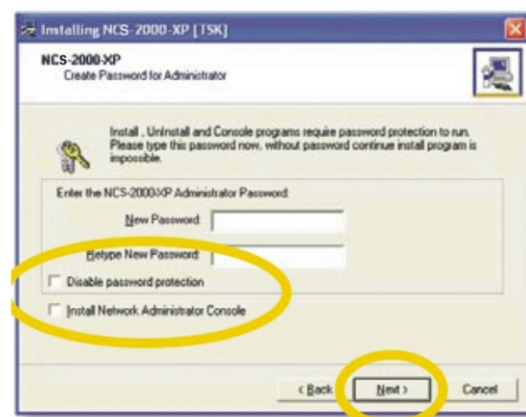 Installing NCS-2000-XP [TSK]
NCS-2000-XP
Create Password for Administrator
Install , UnInstall and Console programs require password protection to run.
Please type this password now, without password continue install program is
impossible.
Enter the NCS-2000-XP Administrator Password:
New Password:
Retype New Password:
Disable password protection
Install Network Administrator Console
< Back
Next >
Cancel